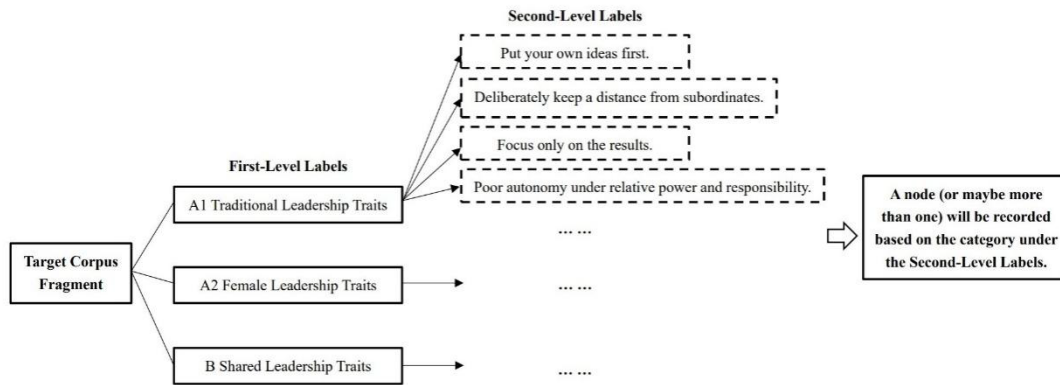 Second-Level Labels
Put your own ideas first.
Deliberately keep a distance from subordinates.
Focus only on the results.
First-Level Labels
Poor autonomy under relative power and responsibility.
A1 Traditional Leadership Traits
... ...
A node (or maybe more
than one) will be recorded
based on the category under
the Second-Level Labels.
Target Corpus
Fragment
A2 Female Leadership Traits
... ...
B Shared Leadership Traits
... ...